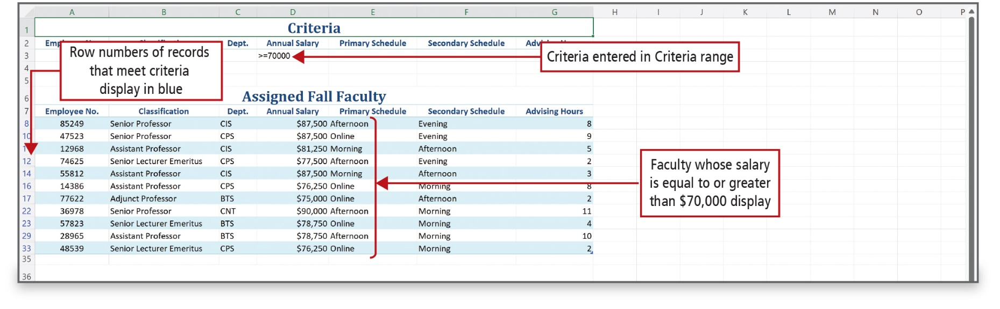 A B C D E F G H I J K L M N O P
1 Criteria
2 Emp Dept. Annual Salary Primary Schedule Secondary Schedule Adv
3 >=70000
Row numbers of records
that meet criteria
display in blue
Criteria entered in Criteria range
4
5
6 Assigned Fall Faculty
7 Employee No. Classification Dept. Annual Salary Primary Schedule Secondary Schedule Advising Hours
8 85249 Senior Professor CIS $87,500 Afternoon Evening 8
10 47523 Senior Professor CPS $87,500 Online Evening 9
12968 Assistant Professor CIS $81,250 Morning Afternoon 5
12 74625 Senior Lecturer Emeritus CPS $77,500 Afternoon Evening 2
14 55812 Assistant Professor CIS $87,500 Morning Afternoon 3
16 14386 Assistant Professor CPS $76,250 Online Morning 8
17 77622 Adjunct Professor BTS $75,000 Online Afternoon 2
22 36978 Senior Professor CNT $90,000 Afternoon Morning 11
23 57823 Senior Lecturer Emeritus BTS $78,750 Online Morning 4
29 28965 Assistant Professor BTS $78,750 Afternoon Morning 10
33 48539 Senior Lecturer Emeritus CPS $76,250 Online Morning 2
35
36
Faculty whose salary
is equal to or greater
than $70,000 display